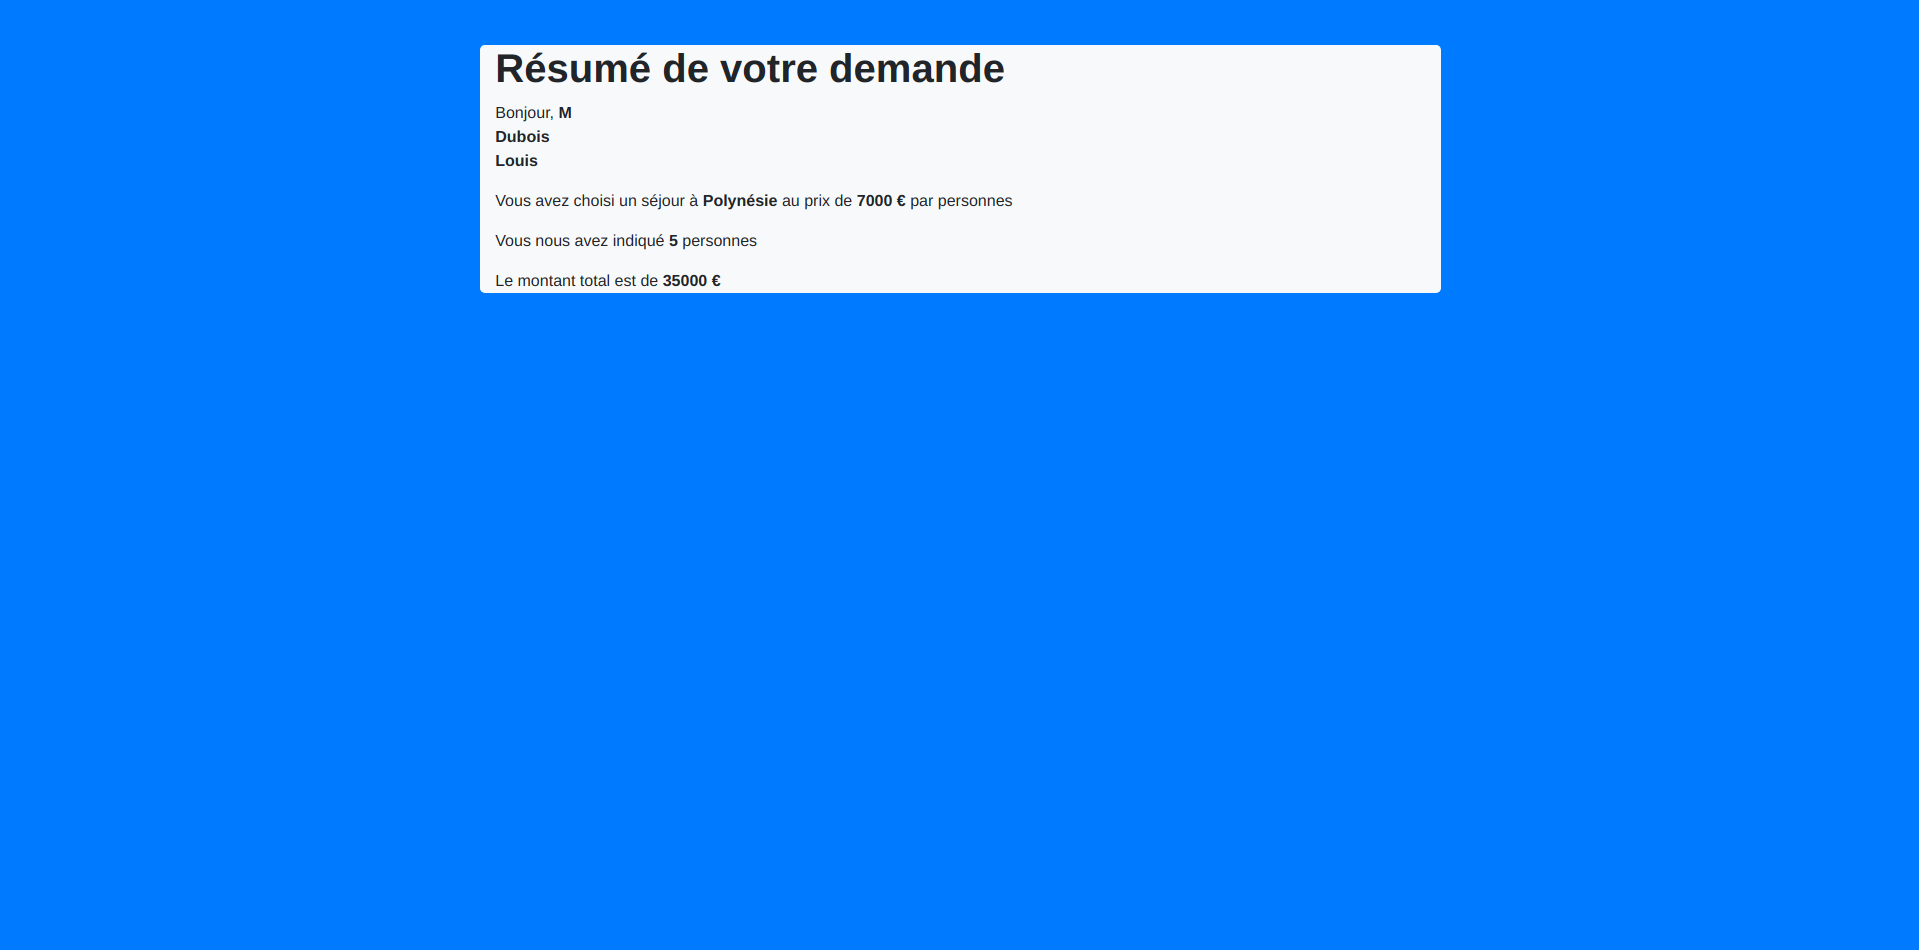 Résumé de votre demande
Bonjour, M
Dubois
Louis
Vous avez choisi un séjour à Polynésie au prix de 7000 € par personnes
Vous nous avez indiqué 5 personnes
Le montant total est de 35000 €